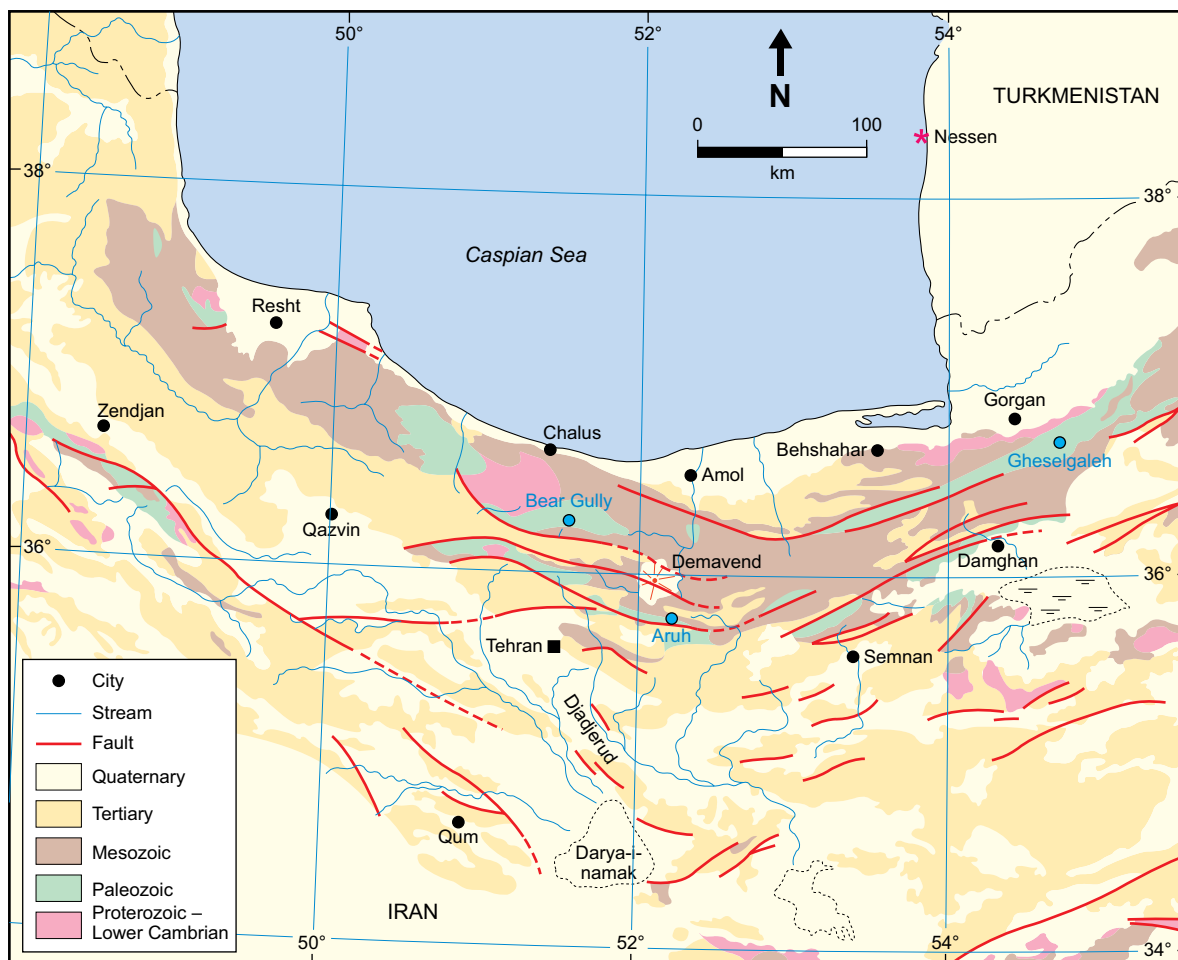 50°
52°
54°
N
TURKMENISTAN
0
100
km
Nessen
38°
38°
Caspian Sea
Resht
Zendjan
Chalus
Gorgan
Behshahar
Gheselgaleh
Amol
Bear Gully
Qazvin
36°
Demavend
Damghan
36°
Aruh
Tehran
Semnan
Djadjerud
Qum
Darya-i-
namak
IRAN
City
Stream
Fault
Quaternary
Tertiary
Mesozoic
Paleozoic
Proterozoic –
Lower Cambrian
50°
52°
54°
34°